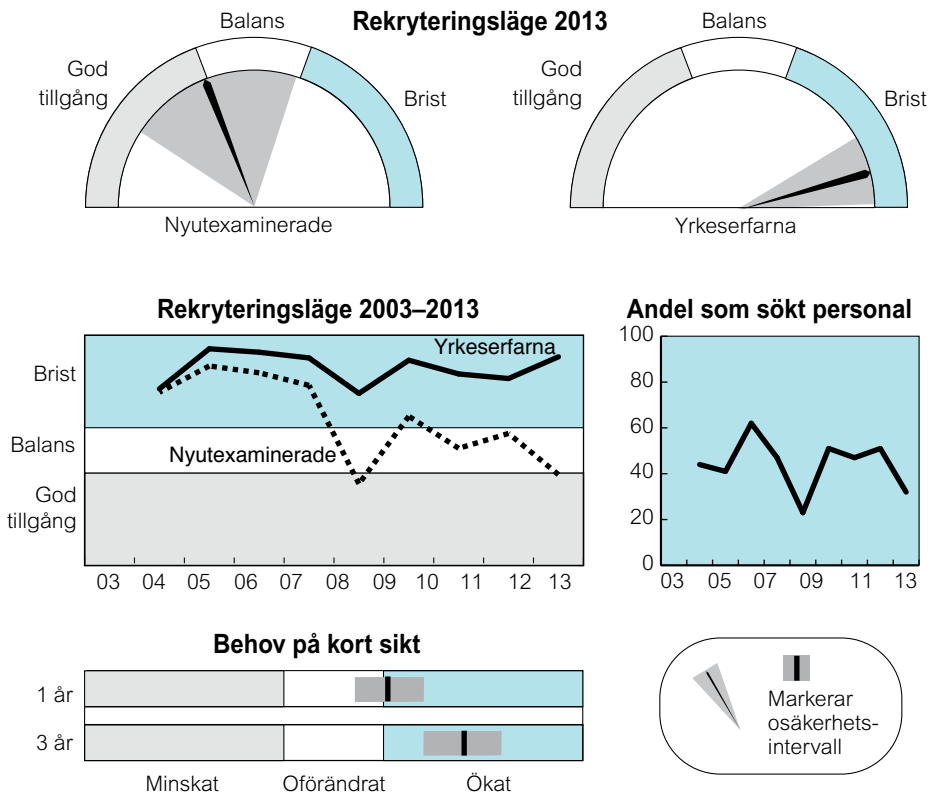 Rekryteringsläge 2013
Balans
God
tillgång
Brist
Nyutexaminerade
Balans
God
tillgång
Brist
Yrkeserfarna
Rekryteringsläge 2003–2013
Brist
Balans
God
tillgång
Yrkeserfarna
Nyutexaminerade
03 04 05 06 07 08 09 10 11 12 13
Andel som sökt personal
100
80
60
40
20
0
03 05 07 09 11 13
Behov på kort sikt
1 år
3 år
Minskat Oförändrat Ökat
Markerar
osäkerhets-
intervall